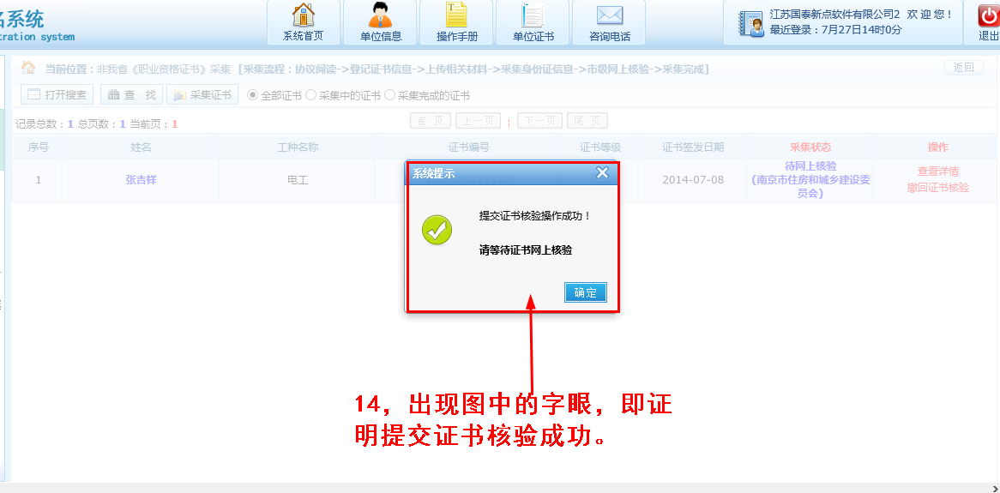 名系统
tration system
系统首页
单位信息
操作手册
单位证书
咨询电话
江苏国泰新点软件有限公司2 欢 迎 您！
最近登录：7月27日14时0分
退出
当前位置：非我省《职业资格证书》采集 [采集流程：协议阅读->登记证书信息->上传相关材料->采集身份证信息->市级网上核验->采集完成]
返回
打开搜索
查 找
采集证书
全部证书 采集中的证书 采集完成的证书
记录总数：1 总页数：1 当前页：1
首 页
上一页
下一页
尾 页
序号 姓名 工种名称 证书编号 证书等级 证书签发日期 采集状态 操作
1 张吉祥 电工 2014-07-08
待网上核验
(南京市住房和城乡建设委
员会)
查看详情
撤回证书核验
系统提示
提交证书核验操作成功！
请等待证书网上核验
确定
14，出现图中的字眼，即证
明提交证书核验成功。